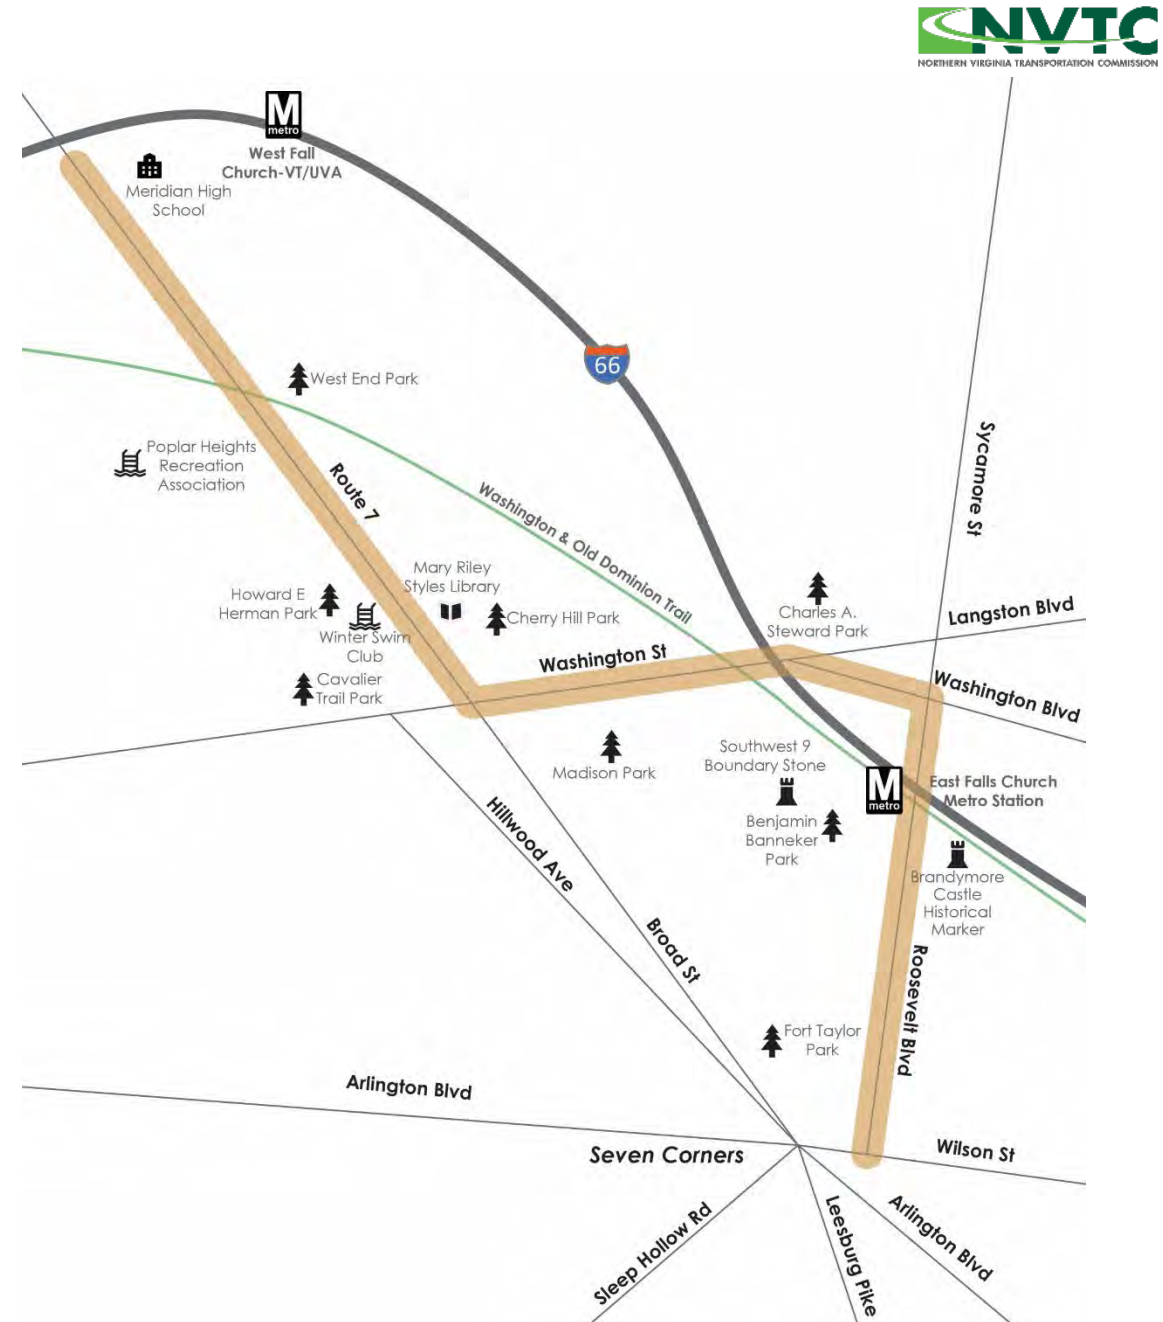 NVTC
NORTHERN VIRGINIA TRANSPORTATION COMMISSION
M
metro
West Fall
Church-VT/UVA
Meridian High
School
66
West End Park
Poplar Heights
Recreation
Association
Route 7
Sycamore St
Washington & Old Dominion Trail
Mary Riley
Styles Library
Howard E
Herman Park
Cherry Hill Park
Winter Swim
Club
Charles A.
Steward Park
Langston Blvd
Washington St
Cavalier
Trail Park
Washington Blvd
Madison Park
Southwest 9
Boundary Stone
M
metro
East Falls Church
Metro Station
Hillwood Ave
Benjamin
Banneker
Park
Brandymore
Castle
Historical
Marker
Broad St
Roosevelt Blvd
Fort Taylor
Park
Arlington Blvd
Seven Corners
Wilson St
Sleep Hollow Rd
Leesburg Pike
Arlington Blvd